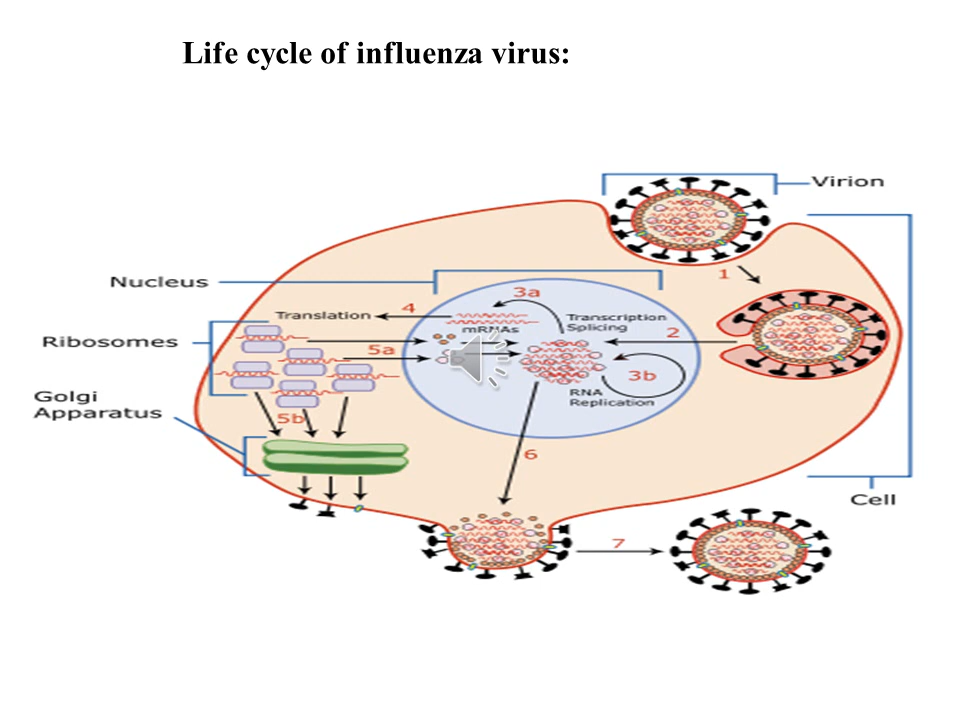 Life cycle of influenza virus:
Virion
1
Nucleus
3a
4
Translation
mRNAs
Transcription
Splicing
2
Ribosomes
5a
3b
RNA
Replication
Golgi
Apparatus
5b
6
Cell
7